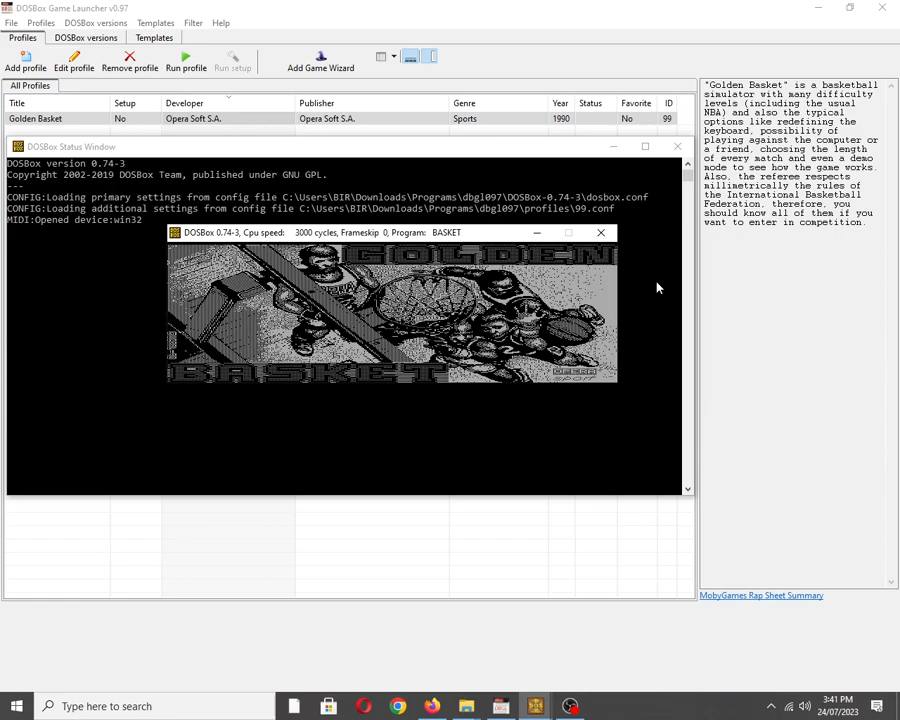 DOSBox Game Launcher v0.97
File Profiles DOSBox versions Templates Filter Help
Profiles DOSBox versions Templates
Add profile Edit profile Remove profile Run profile Run setup Add Game Wizard
All Profiles
Title Setup Developer Publisher Genre Year Status Favorite ID
Golden Basket No Opera Soft S.A. Opera Soft S.A. Sports 1990 No 99
DOSBox Status Window
DOSBox version 0.74-3
Copyright 2002-2019 DOSBox Team, published under GNU GPL.
---
CONFIG:Loading primary settings from config file C:\Users\BIR\Downloads\Programs\dbgl097\DOSBox-0.74-3\dosbox.conf
CONFIG:Loading additional settings from config file C:\Users\BIR\Downloads\Programs\dbgl097\profiles\99.conf
MIDI:Opened device:win32
DOSBox 0.74-3, Cpu speed: 3000 cycles, Frameskip 0, Program: BASKET
GOLDEN
BASKET
SPORT
"Golden Basket" is a basketball
simulator with many difficulty
levels (including the usual
NBA) and also the typical
options like redefining the
keyboard, possibility of
playing against the computer or
a friend, choosing the length
of every match and even a demo
mode to see how the game works.
Also, the referee respects
millimetrically the rules of
the International Basketball
Federation, therefore, you
should know all of them if you
want to enter in competition.
MobyGames Rap Sheet Summary
Type here to search
3:41 PM
24/07/2023